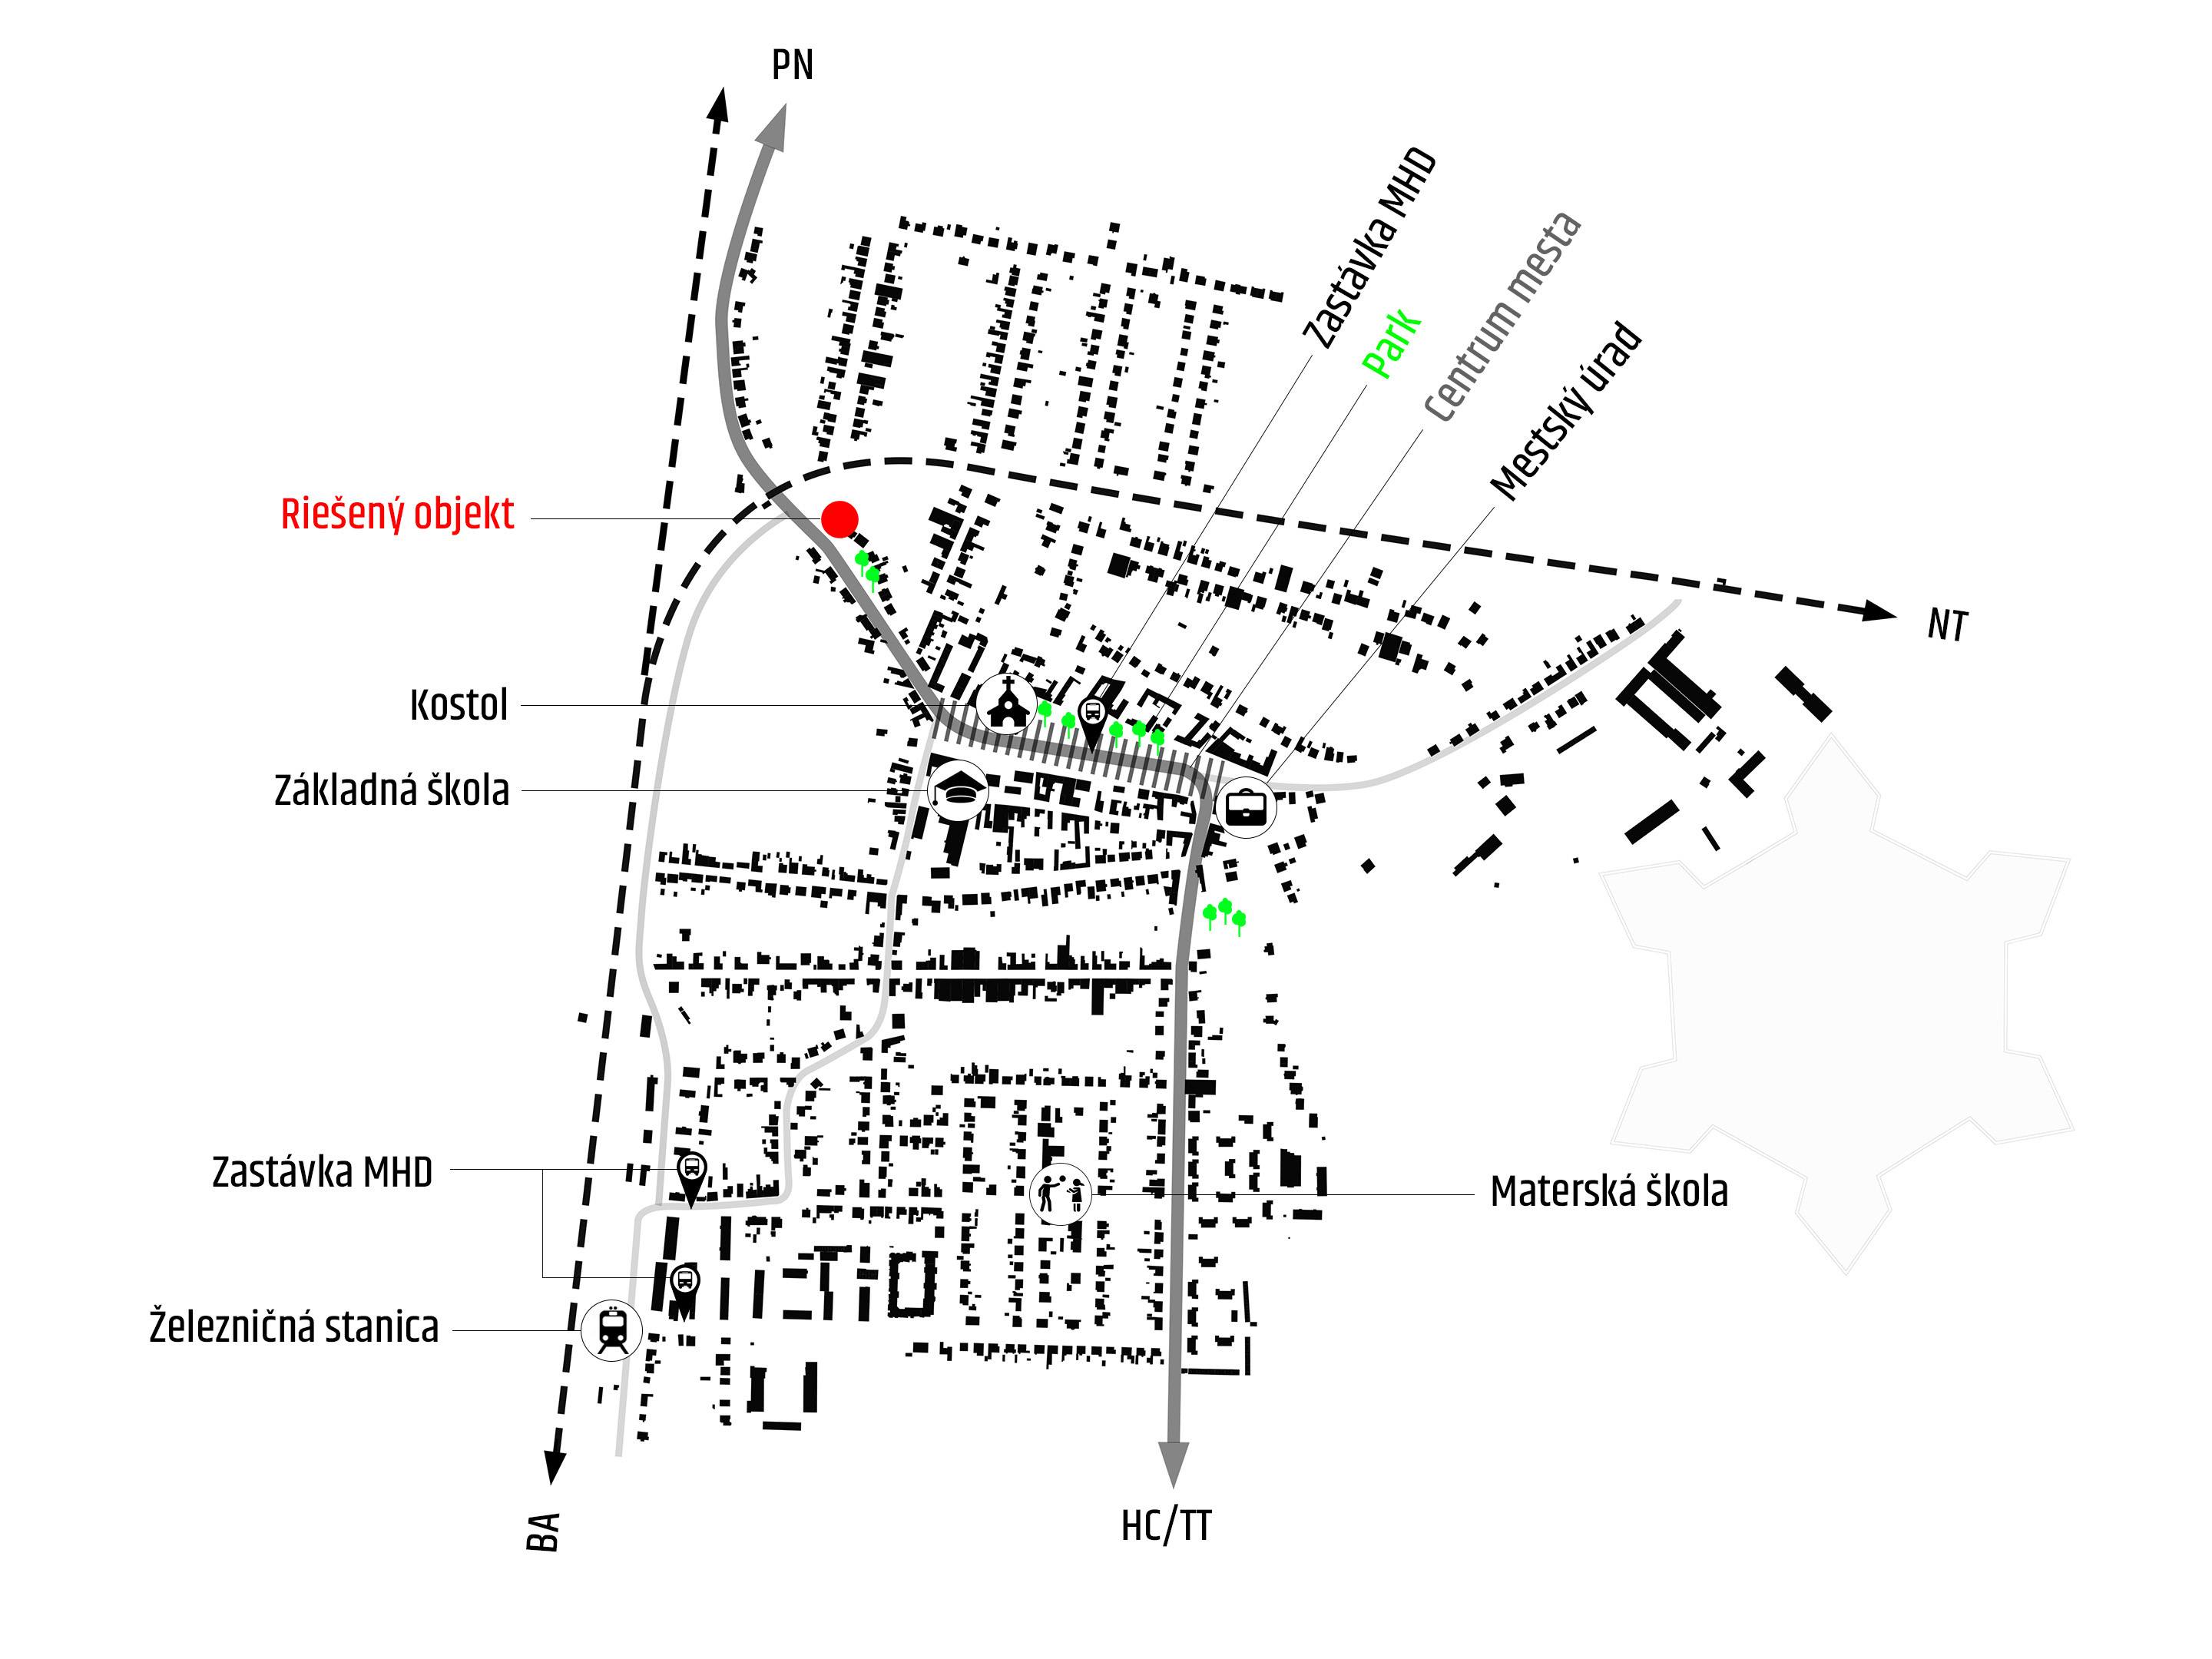 PN
Zastávka MHD
Park
Centrum mesta
Mestský úrad
Riešený objekt
NT
Kostol
Základná škola
Zastávka MHD
Materská škola
Železničná stanica
BA
HC/TT